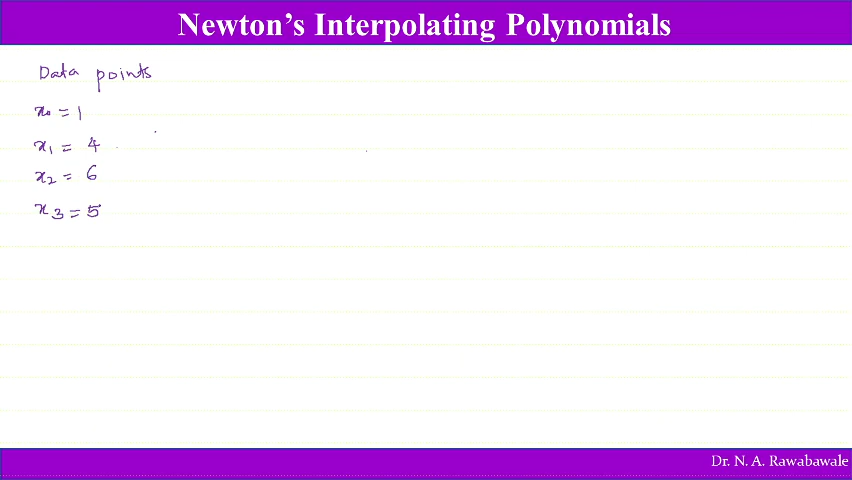 Newton's Interpolating Polynomials
Data points
x₀ = 1
x₁ = 4
x₂ = 6
x₃ = 5
Dr. N. A. Rawabawale